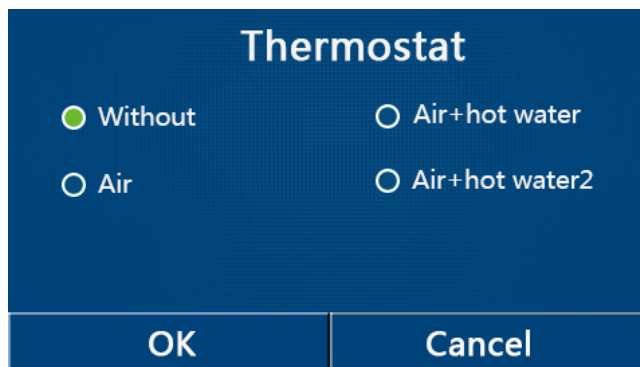 Thermostat
Without
Air+hot water
Air
Air+hot water2
OK
Cancel